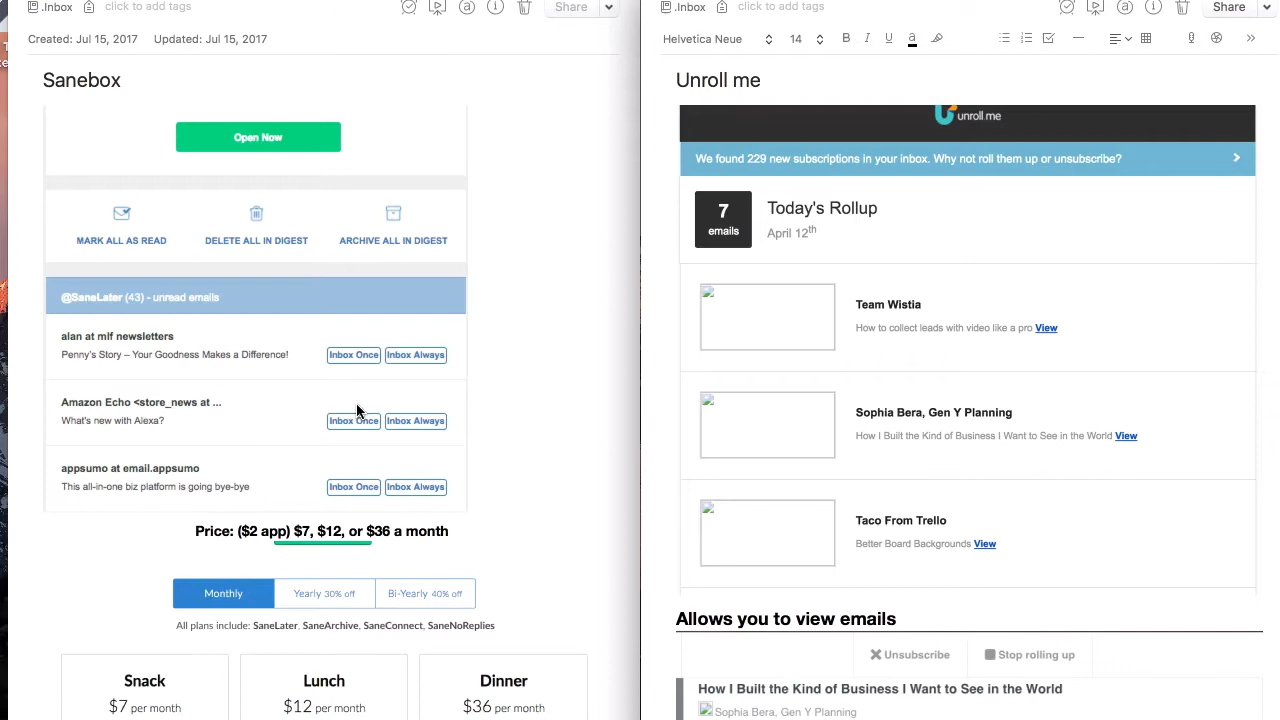 .Inbox click to add tags Share
Created: Jul 15, 2017 Updated: Jul 15, 2017
Sanebox
Open Now
MARK ALL AS READ DELETE ALL IN DIGEST ARCHIVE ALL IN DIGEST
@SaneLater (43) - unread emails
alan at mlf newsletters
Penny's Story – Your Goodness Makes a Difference! Inbox Once Inbox Always
Amazon Echo <store_news at ...
What's new with Alexa? Inbox Once Inbox Always
appsumo at email.appsumo
This all-in-one biz platform is going bye-bye Inbox Once Inbox Always
Price: ($2 app) $7, $12, or $36 a month
Monthly Yearly 30% off Bi-Yearly 40% off
All plans include: SaneLater, SaneArchive, SaneConnect, SaneNoReplies
Snack Lunch Dinner
$7 per month $12 per month $36 per month
.Inbox click to add tags Share
Helvetica Neue 14 B I U a
Unroll me
unroll me
We found 229 new subscriptions in your inbox. Why not roll them up or unsubscribe?
7 emails
Today's Rollup
April 12th
Team Wistia
How to collect leads with video like a pro View
Sophia Bera, Gen Y Planning
How I Built the Kind of Business I Want to See in the World View
Taco From Trello
Better Board Backgrounds View
Allows you to view emails
Unsubscribe Stop rolling up
How I Built the Kind of Business I Want to See in the World
Sophia Bera, Gen Y Planning